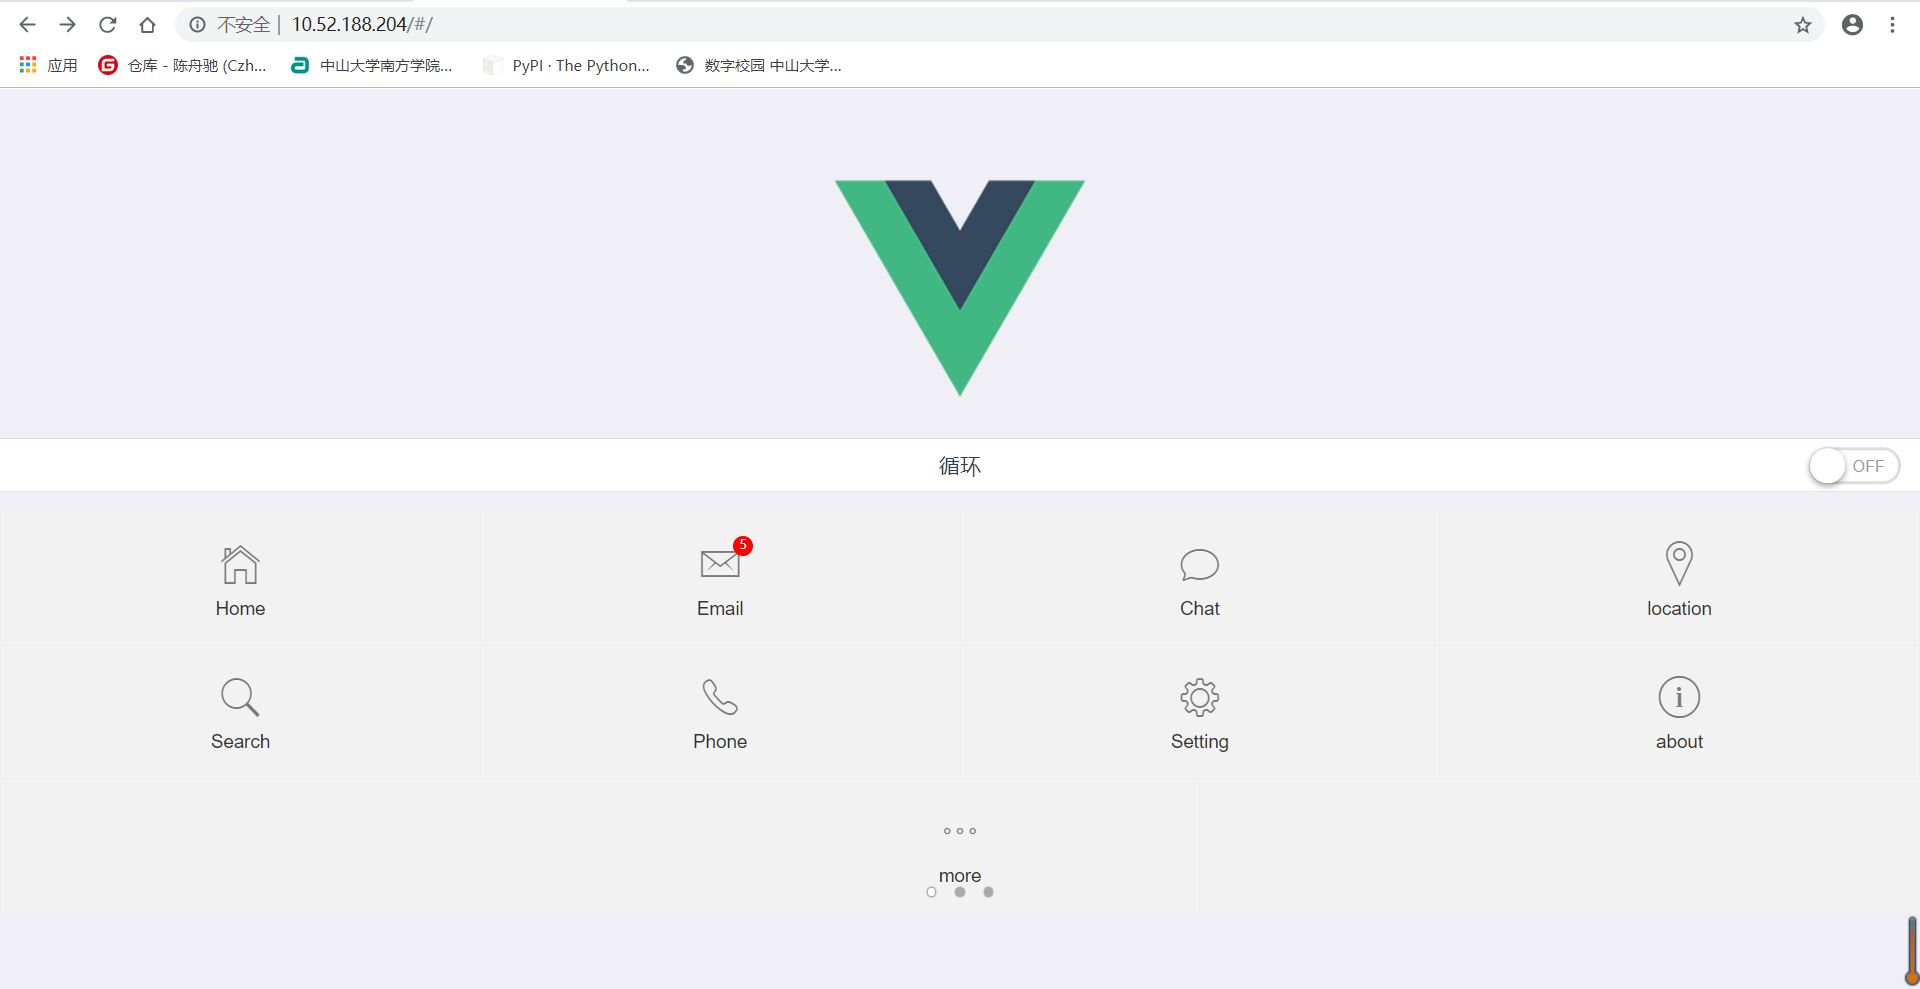 不安全 | 10.52.188.204/#/
应用 仓库 - 陈舟驰 (Czh... 中山大学南方学院... PyPI · The Python... 数字校园 中山大学...
循环 OFF
5
Home Email Chat location
Search Phone Setting about
more